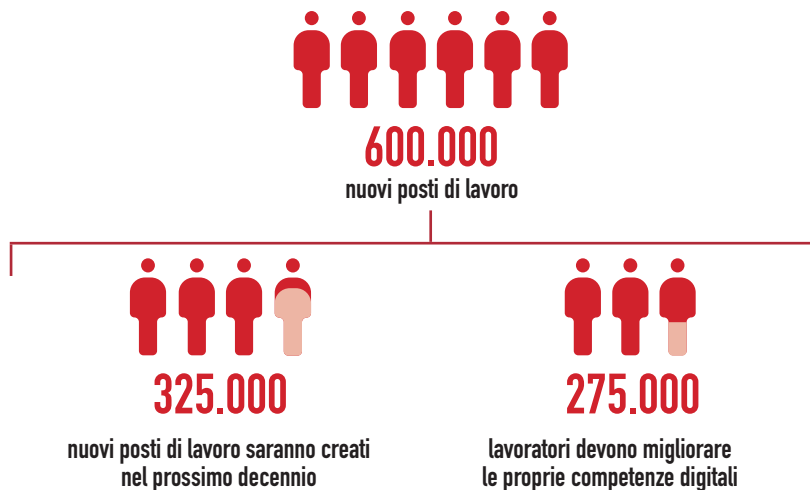 600.000
nuovi posti di lavoro
325.000
nuovi posti di lavoro saranno creati
nel prossimo decennio
275.000
lavoratori devono migliorare
le proprie competenze digitali